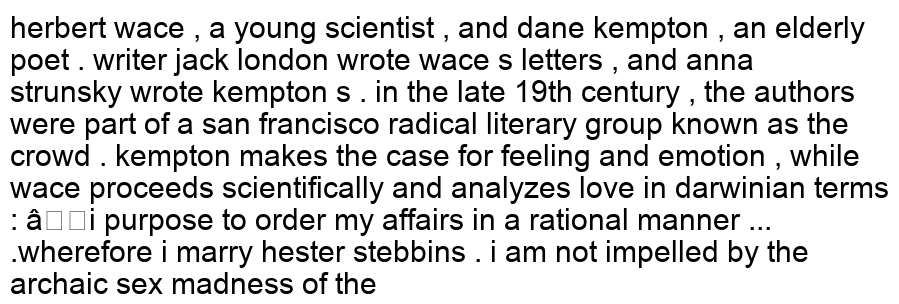 herbert wace , a young scientist , and dane kempton , an elderly
poet . writer jack london wrote wace s letters , and anna
strunsky wrote kempton s . in the late 19th century , the authors
were part of a san francisco radical literary group known as the
crowd . kempton makes the case for feeling and emotion , while
wace proceeds scientifically and analyzes love in darwinian terms
: â□□i purpose to order my affairs in a rational manner ...
.wherefore i marry hester stebbins . i am not impelled by the
archaic sex madness of the